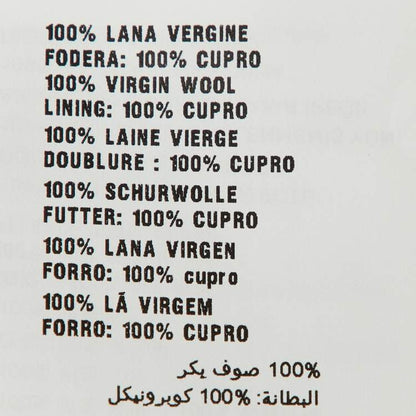 100% LANA VERGINE
FODERA: 100% CUPRO
100% VIRGIN WOOL
LINING: 100% CUPRO
100% LAINE VIERGE
DOUBLURE : 100% CUPRO
100% SCHURWOLLE
FUTTER: 100% CUPRO
100% LANA VIRGEN
FORRO: 100% cupro
100% LÃ VIRGEM
FORRO: 100% CUPRO
100% صوف يكر
البطانة: 100% كوبرونيكل